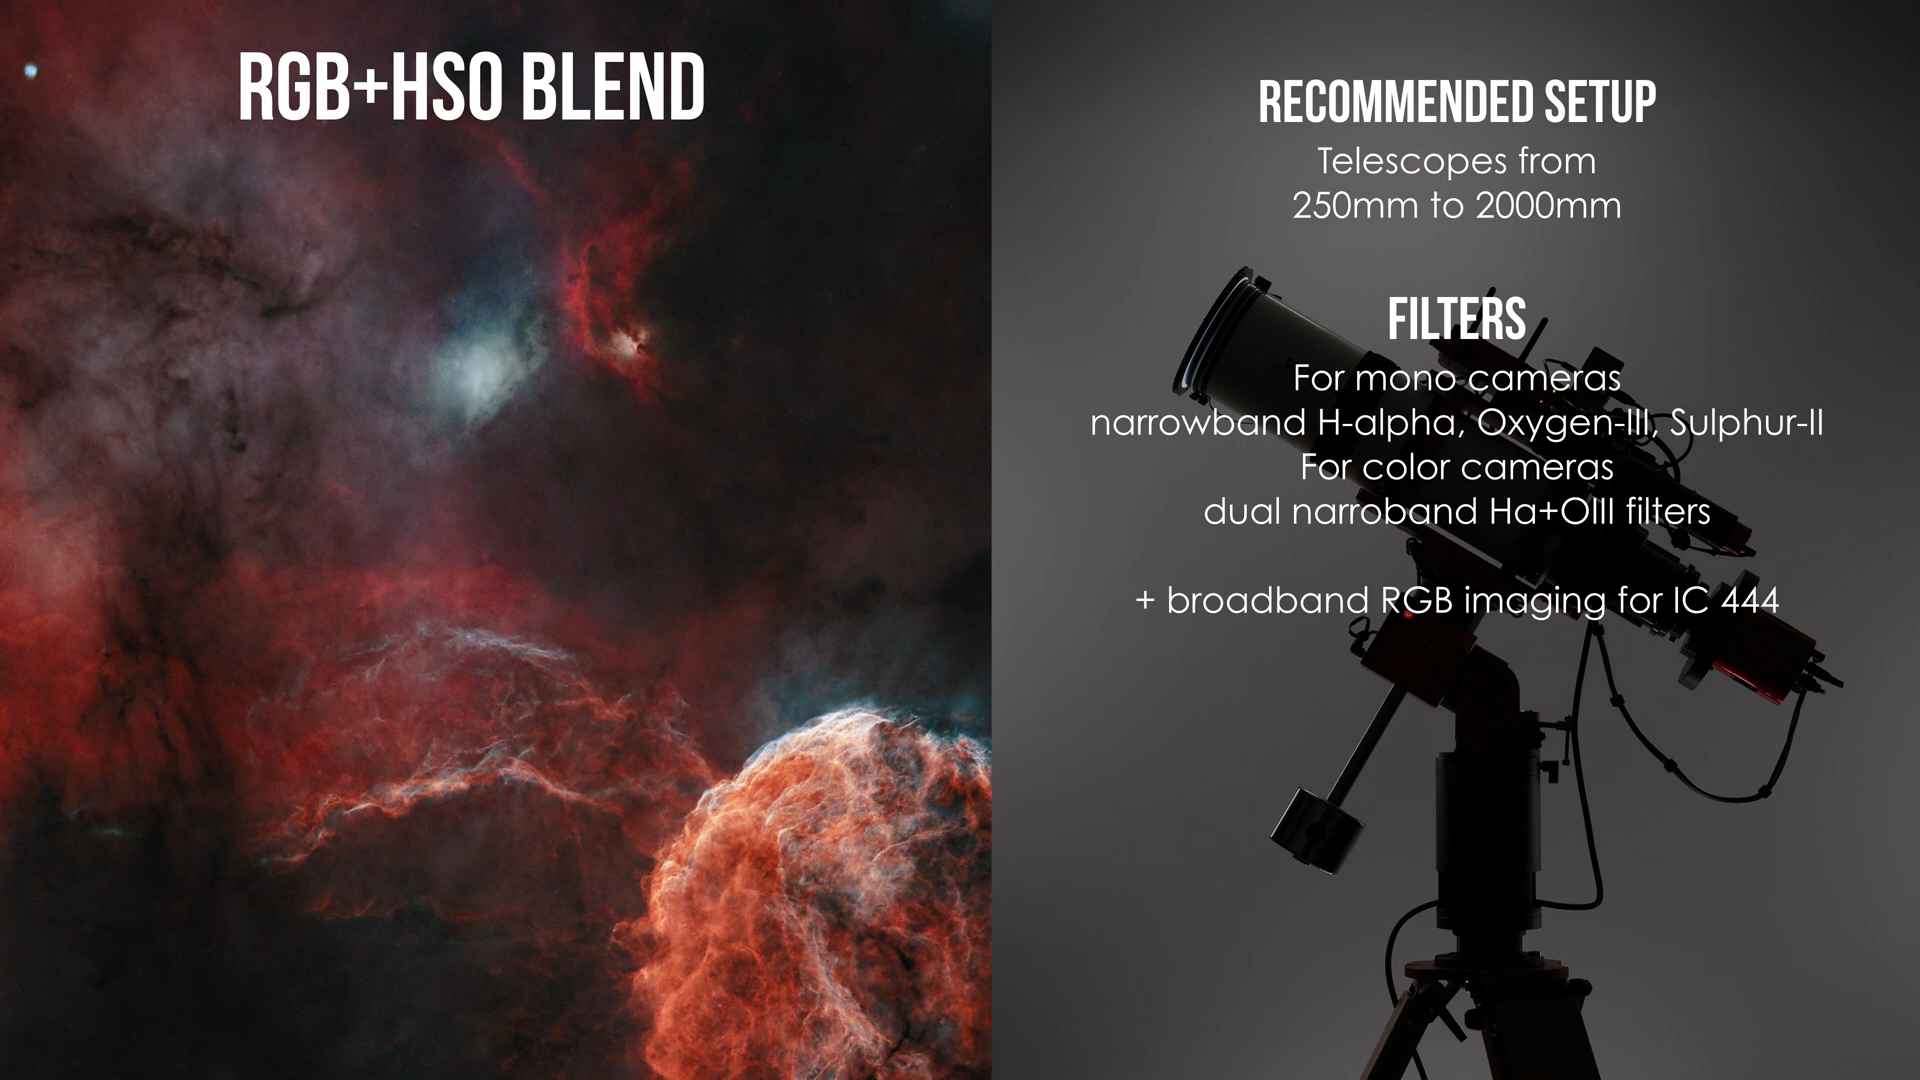 RGB+HSO BLEND
RECOMMENDED SETUP
Telescopes from
250mm to 2000mm
FILTERS
For mono cameras
narrowband H-alpha, Oxygen-III, Sulphur-II
For color cameras
dual narroband Ha+OIII filters
+ broadband RGB imaging for IC 444